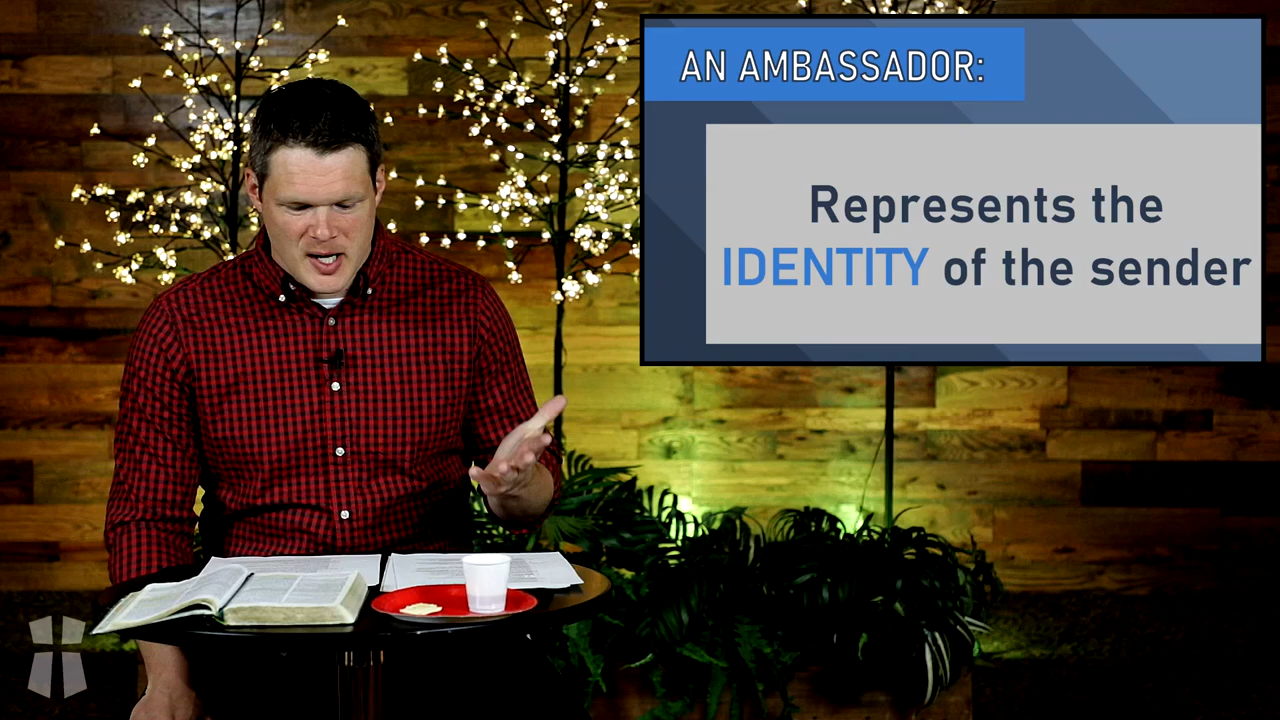 AN AMBASSADOR:
Represents the
IDENTITY of the sender